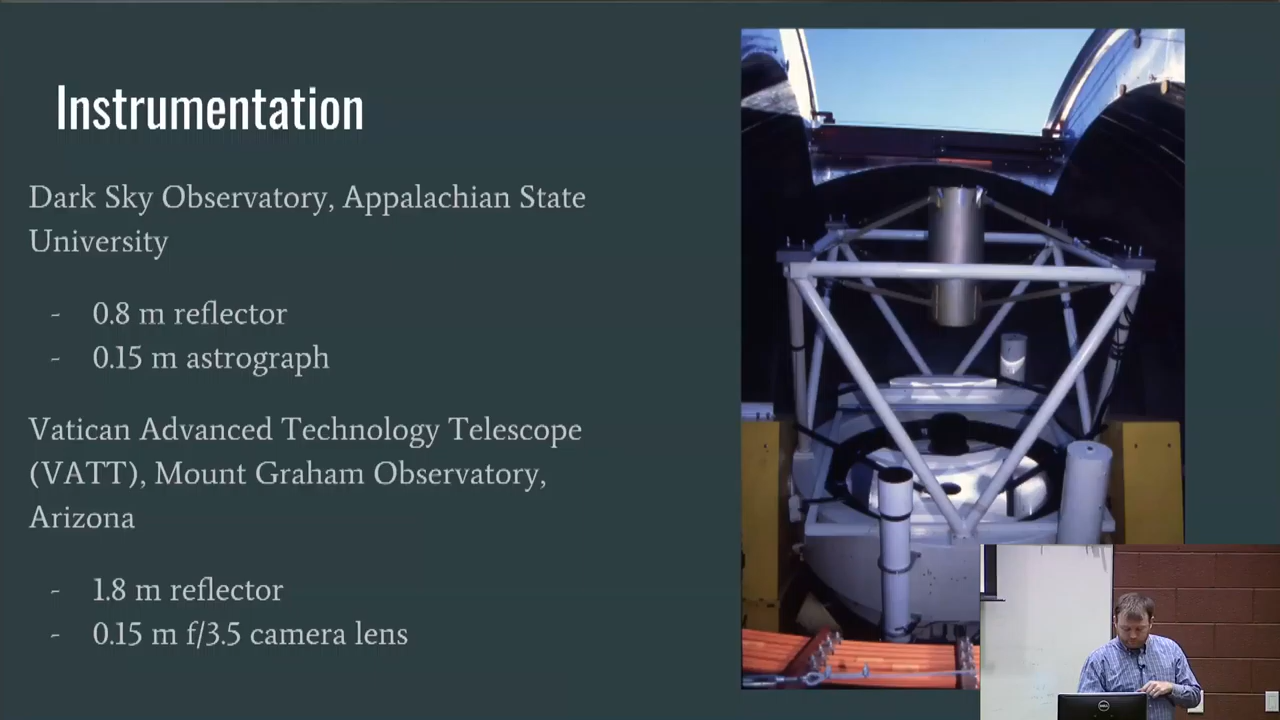 Instrumentation
Dark Sky Observatory, Appalachian State
University
- 0.8 m reflector
- 0.15 m astrograph
Vatican Advanced Technology Telescope
(VATT), Mount Graham Observatory,
Arizona
- 1.8 m reflector
- 0.15 m f/3.5 camera lens
DELL